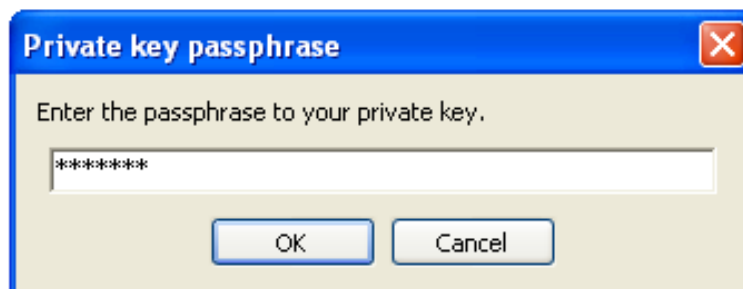 Private key passphrase
Enter the passphrase to your private key.
*******
OK
Cancel